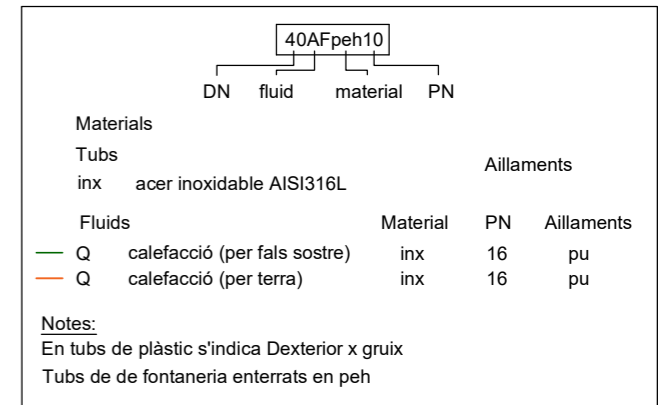 40AFpeh10
DN fluid material PN
Materials
Tubs
Aillaments
inx acer inoxidable AISI316L
Fluids Material PN Aillaments
Q calefacció (per fals sostre) inx 16 pu
Q calefacció (per terra) inx 16 pu
Notes:
En tubs de plàstic s'indica Dexterior x gruix
Tubs de de fontaneria enterrats en peh